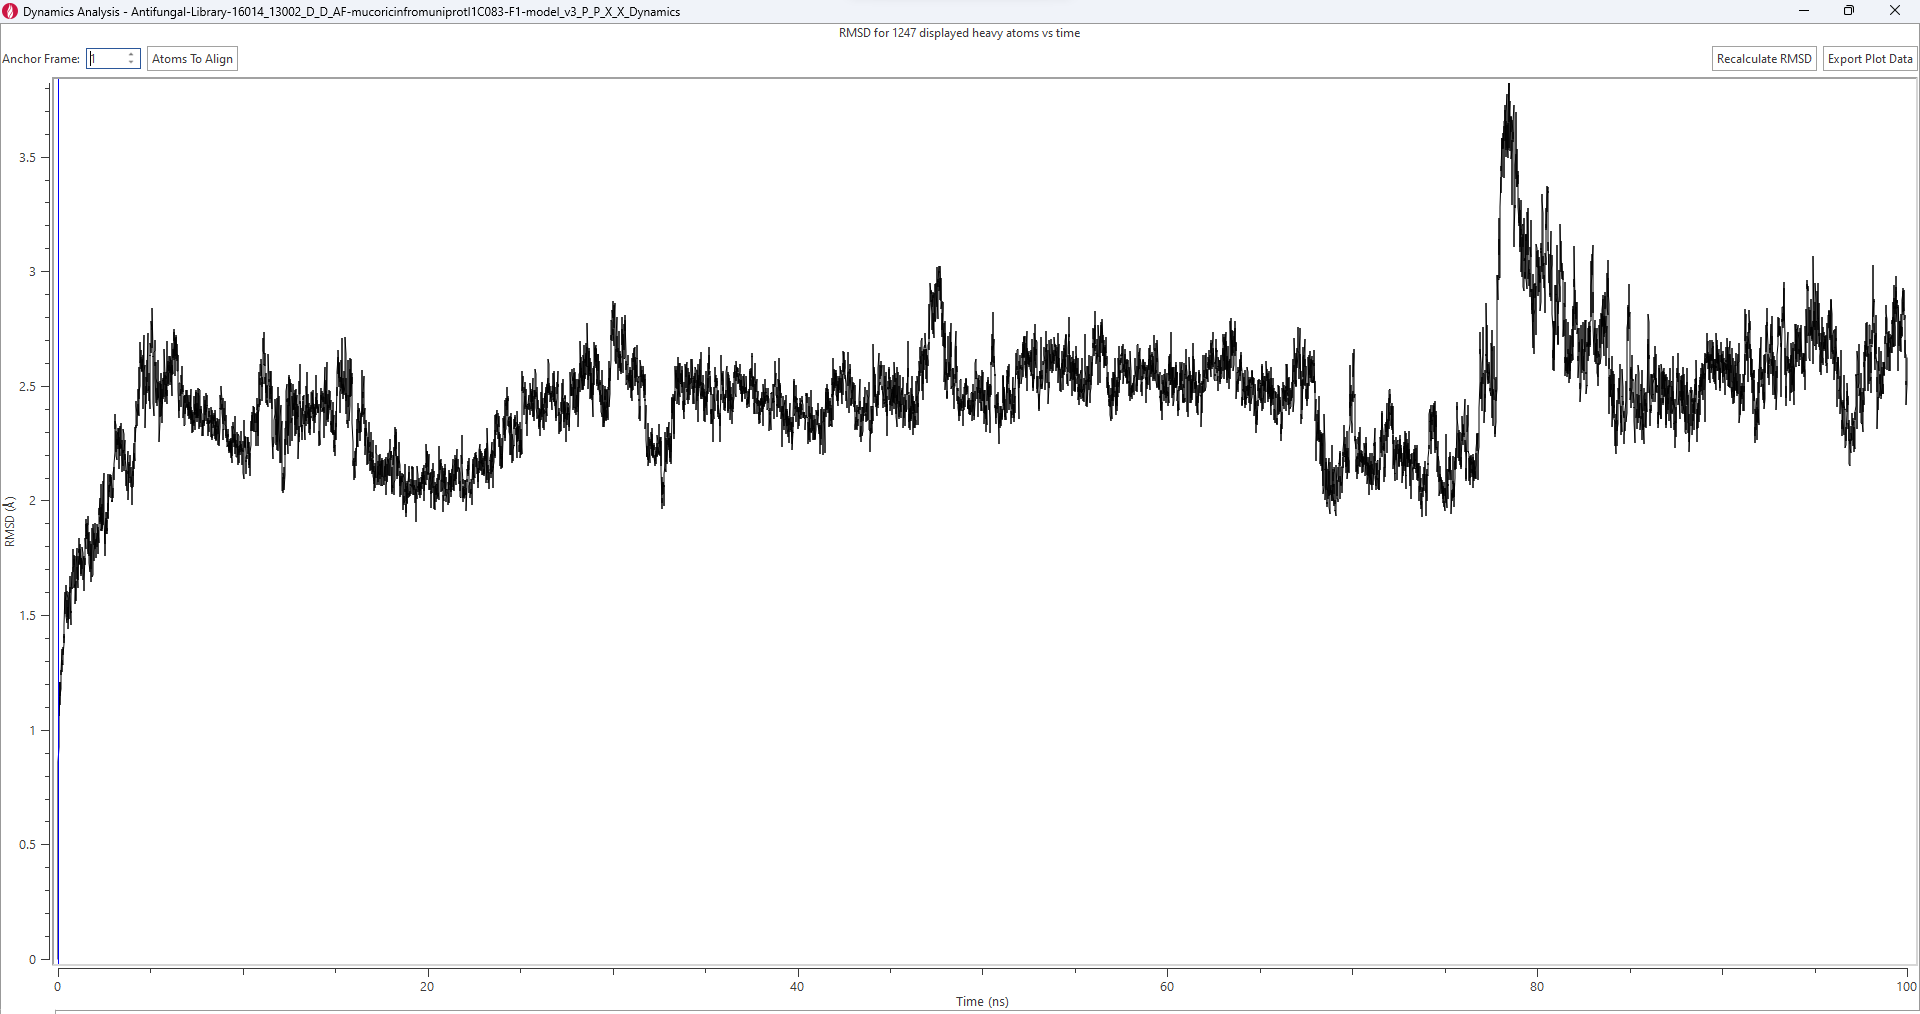 Dynamics Analysis - Antifungal-Library-16014_13002_D_D_AF-mucoricinfromuniprotI1C083-F1-model_v3_P_P_X_X_Dynamics
RMSD for 1247 displayed heavy atoms vs time
Anchor Frame: 1 Atoms To Align Recalculate RMSD Export Plot Data
3.5
3
2.5
2
1.5
1
0.5
0
RMSD (Å)
0 20 40 60 80 100
Time (ns)